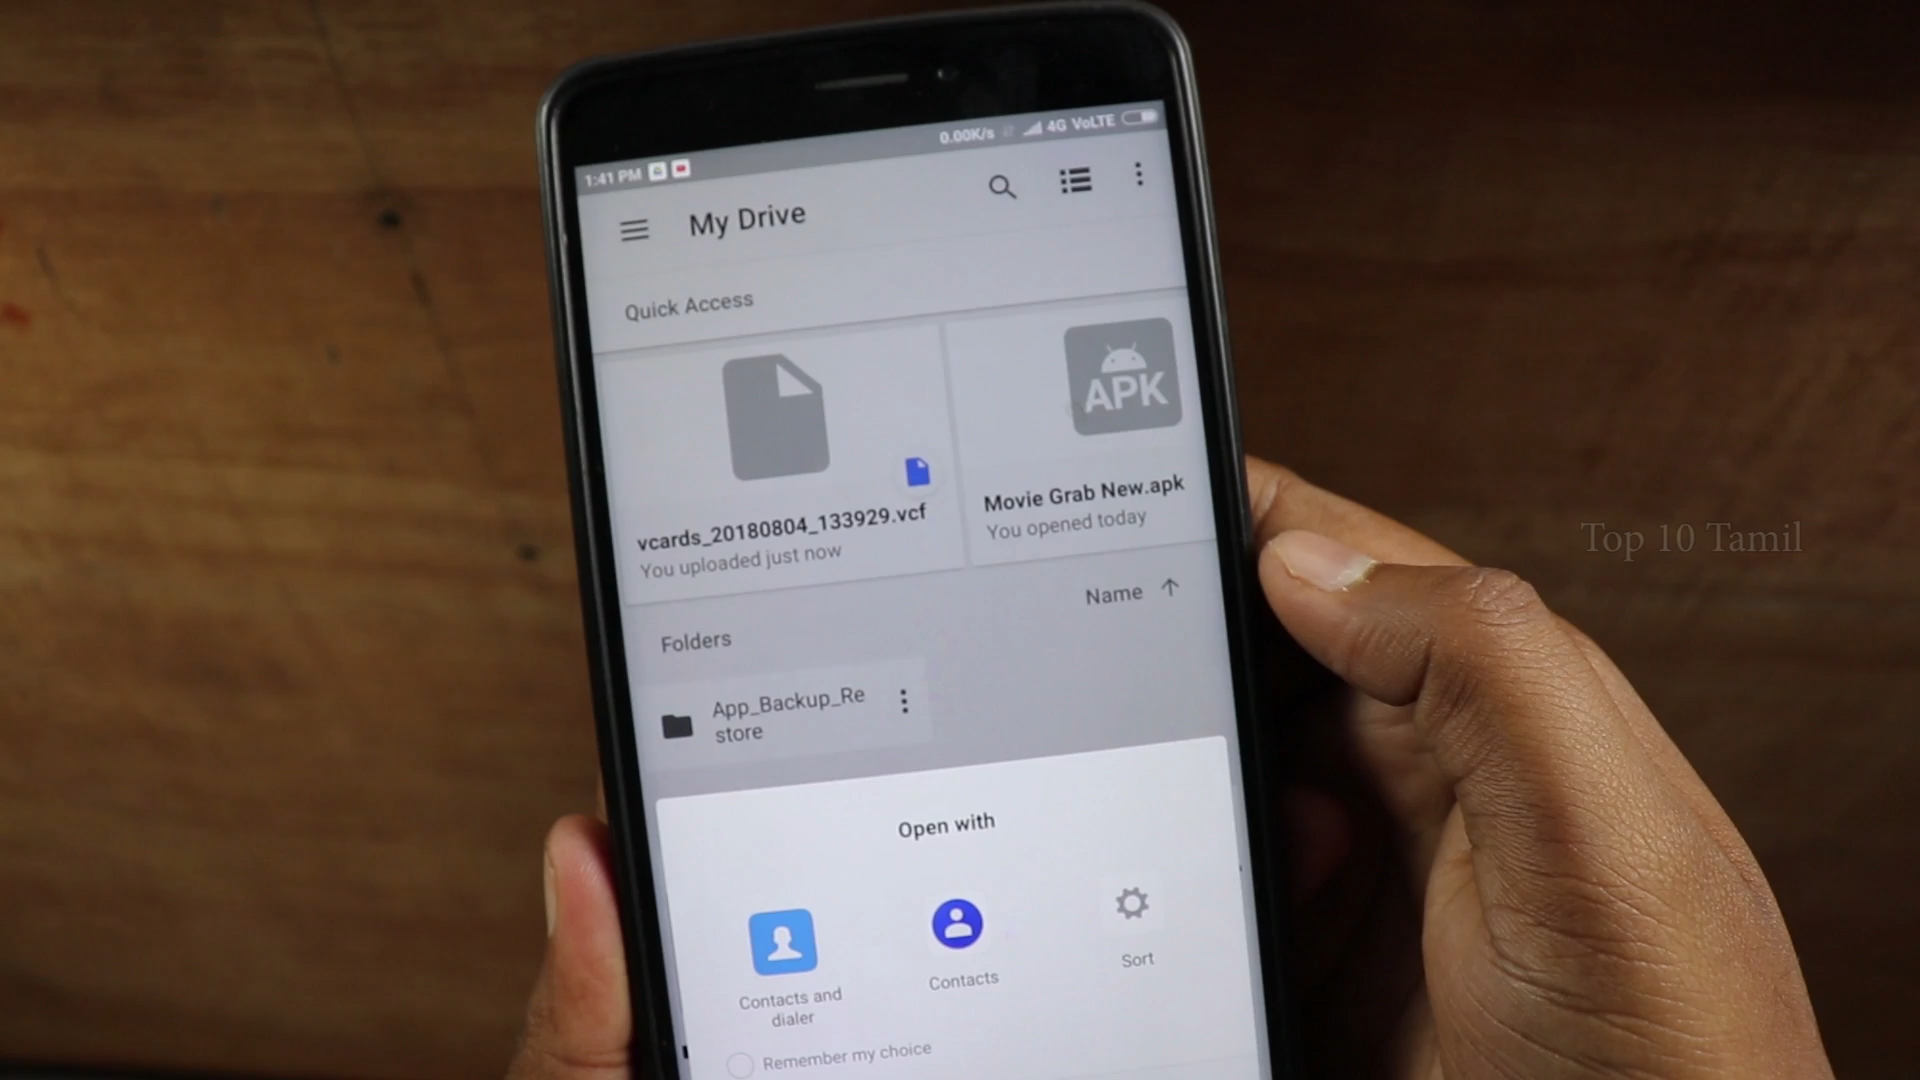 1:41 PM
0.00K/s 4G VoLTE
My Drive
Quick Access
APK
vcards_20180804_133929.vcf
You uploaded just now
Movie Grab New.apk
You opened today
Name
Folders
App_Backup_Re
store
Open with
Contacts and
dialer
Contacts
Sort
Remember my choice
Top 10 Tamil